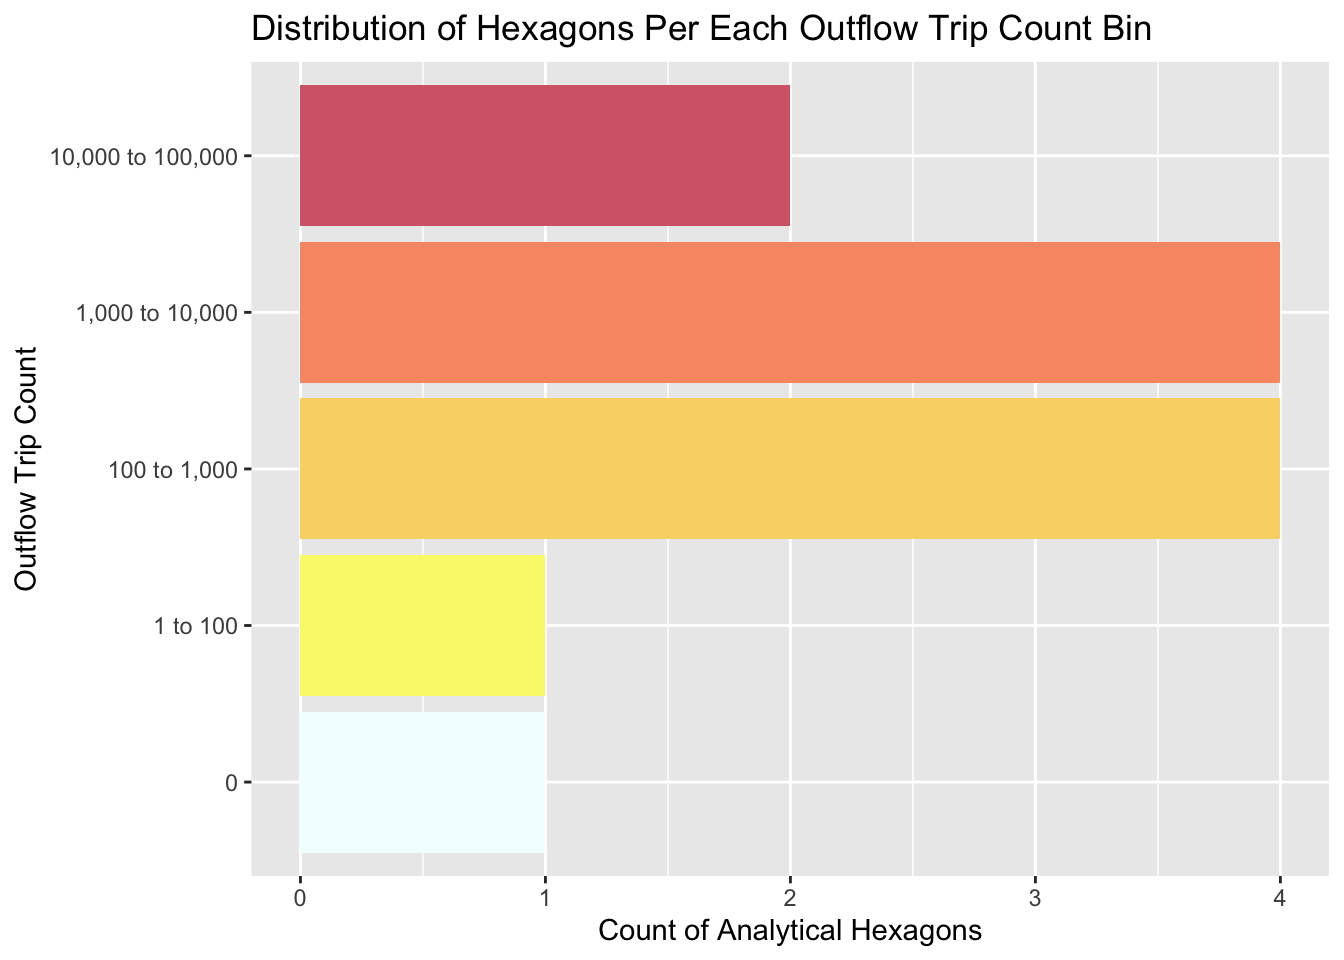 Distribution of Hexagons Per Each Outflow Trip Count Bin
Outflow Trip Count
10,000 to 100,000
1,000 to 10,000
100 to 1,000
1 to 100
0
0 1 2 3 4
Count of Analytical Hexagons